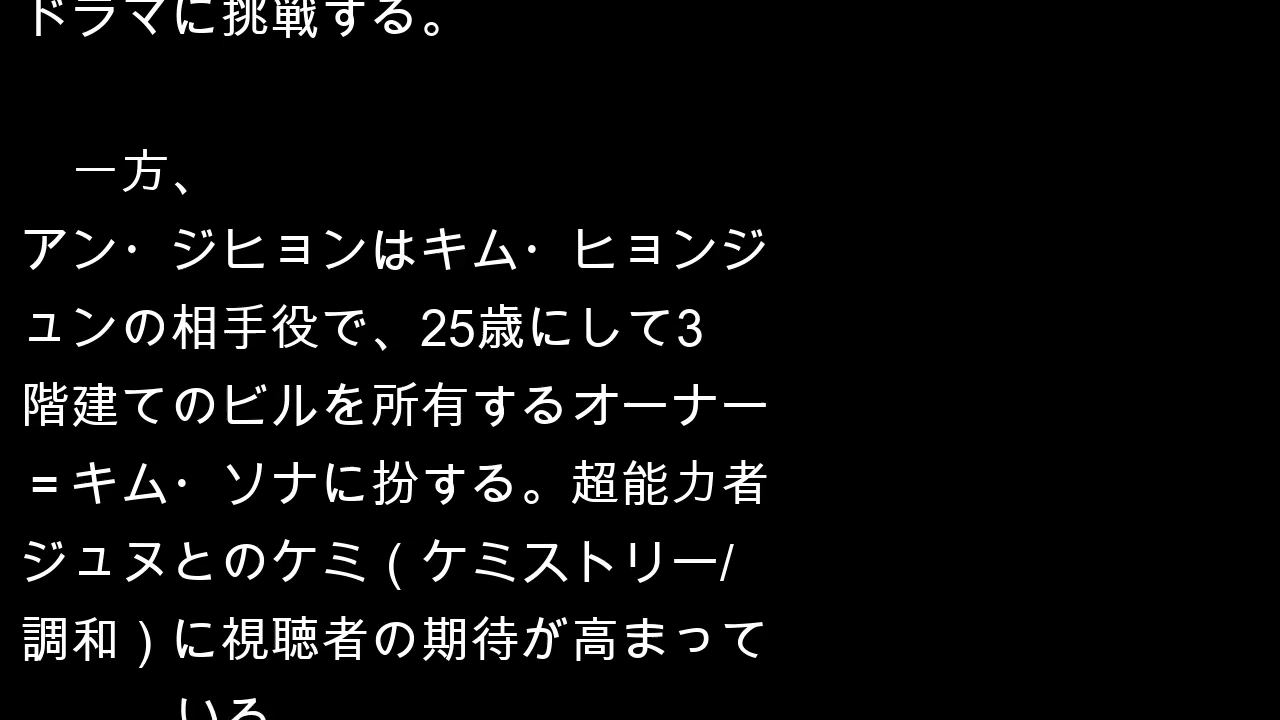 ドラマに挑戦する。
一方、
アン・ジヒョンはキム・ヒョンジ
ュンの相手役で、25歳にして3
階建てのビルを所有するオーナー
=キム・ソナに扮する。超能力者
ジュヌとのケミ(ケミストリー/
調和)に視聴者の期待が高まって
いる